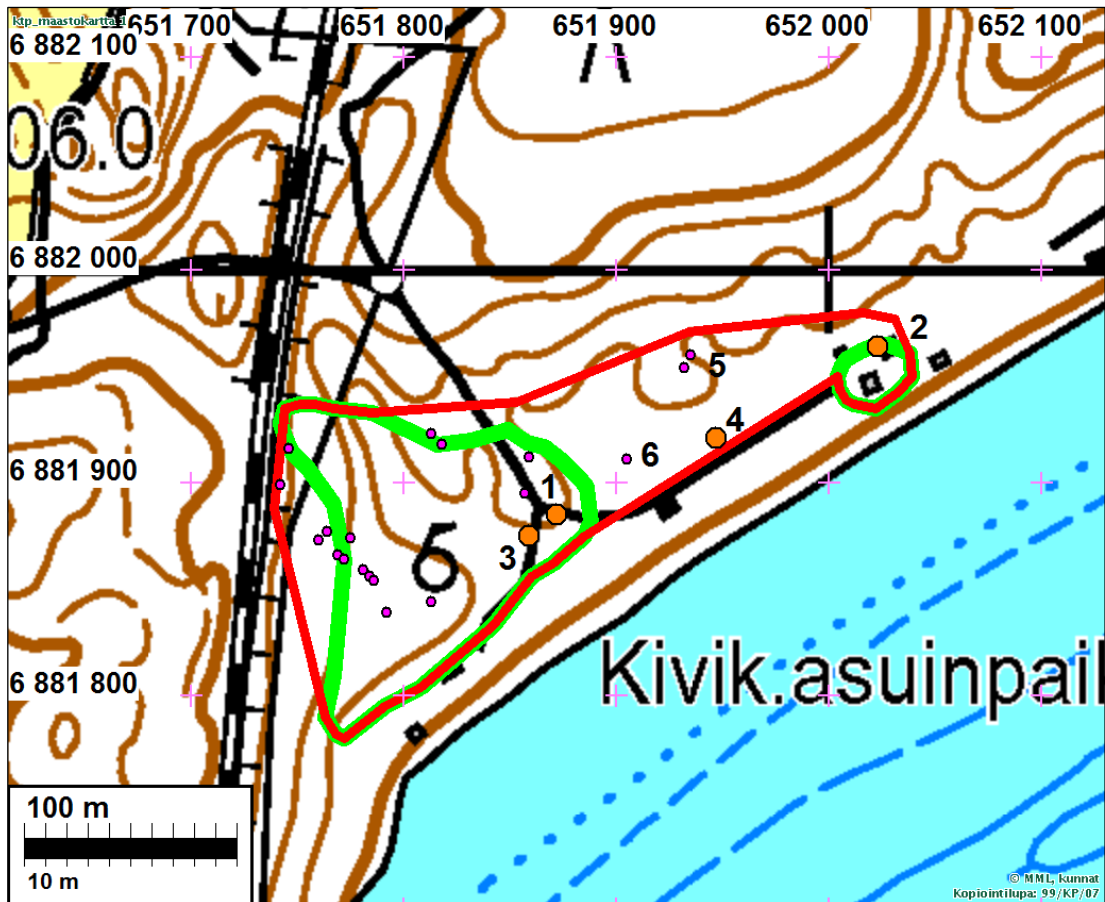 ktp_maastokartta_1
651 700 651 800 651 900 652 000 652 100
6 882 100
06.0
6 882 000
2
5
4
6 881 900
6
1
3
5
6 881 800
Kivik.asuinpail
100 m
10 m
© MML, kunnat
Kopiointilupa: 99/KP/07